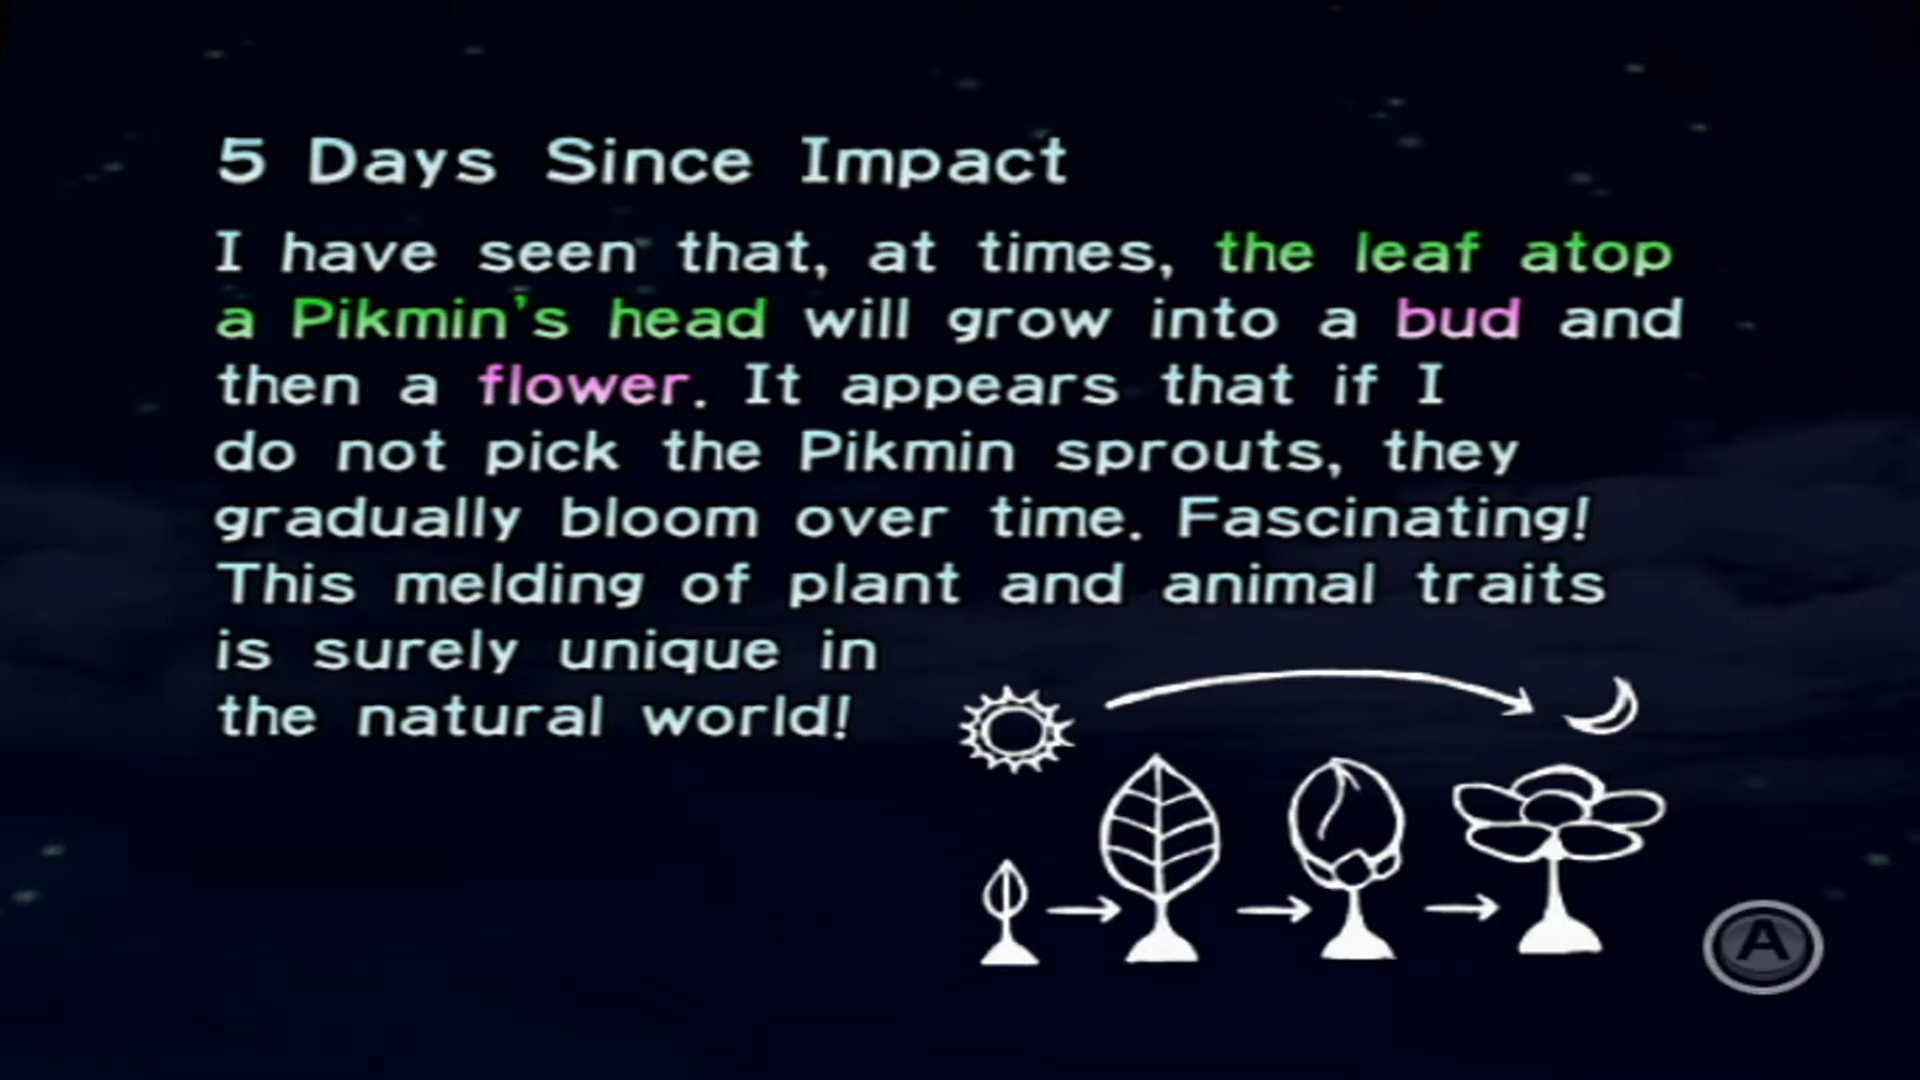 5 Days Since Impact
I have seen that, at times, the leaf atop
a Pikmin's head will grow into a bud and
then a flower. It appears that if I
do not pick the Pikmin sprouts, they
gradually bloom over time. Fascinating!
This melding of plant and animal traits
is surely unique in
the natural world!
A